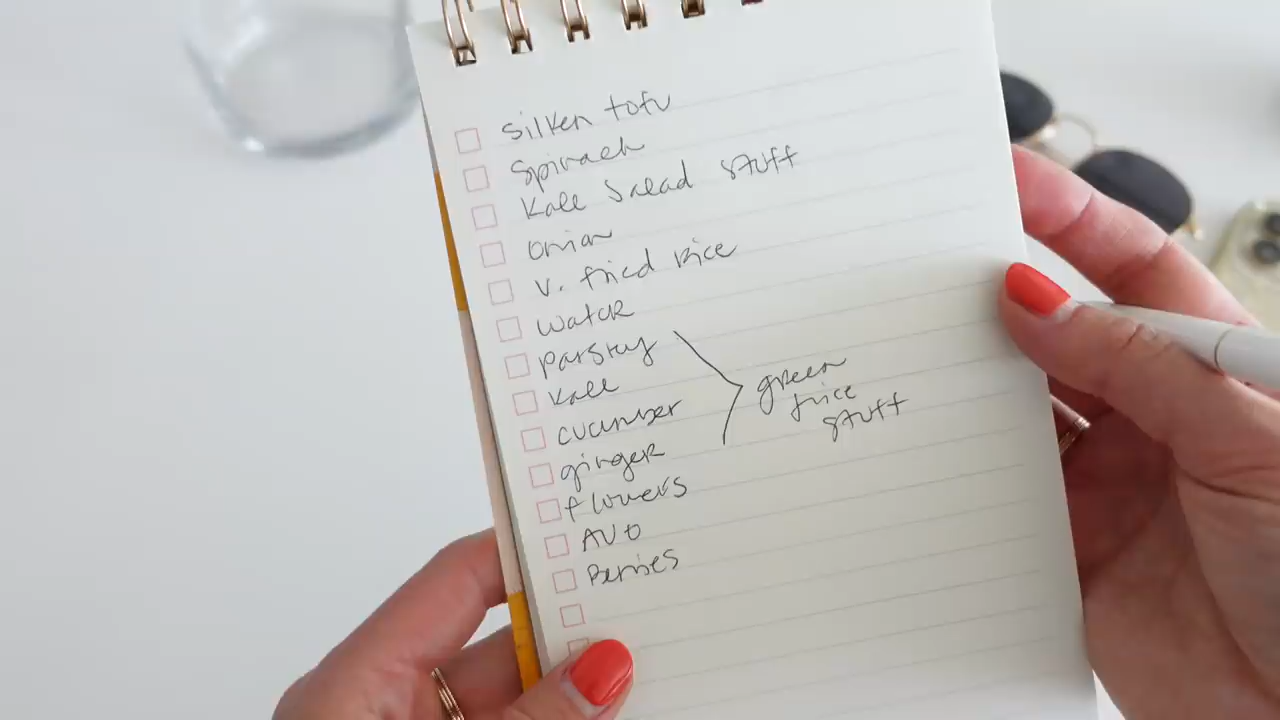 silken tofu
spinach
kale salad stuff
onion
v. fried rice
water
parsley
kale
cucumber
ginger
green
juice
stuff
flowers
AVO
Berries